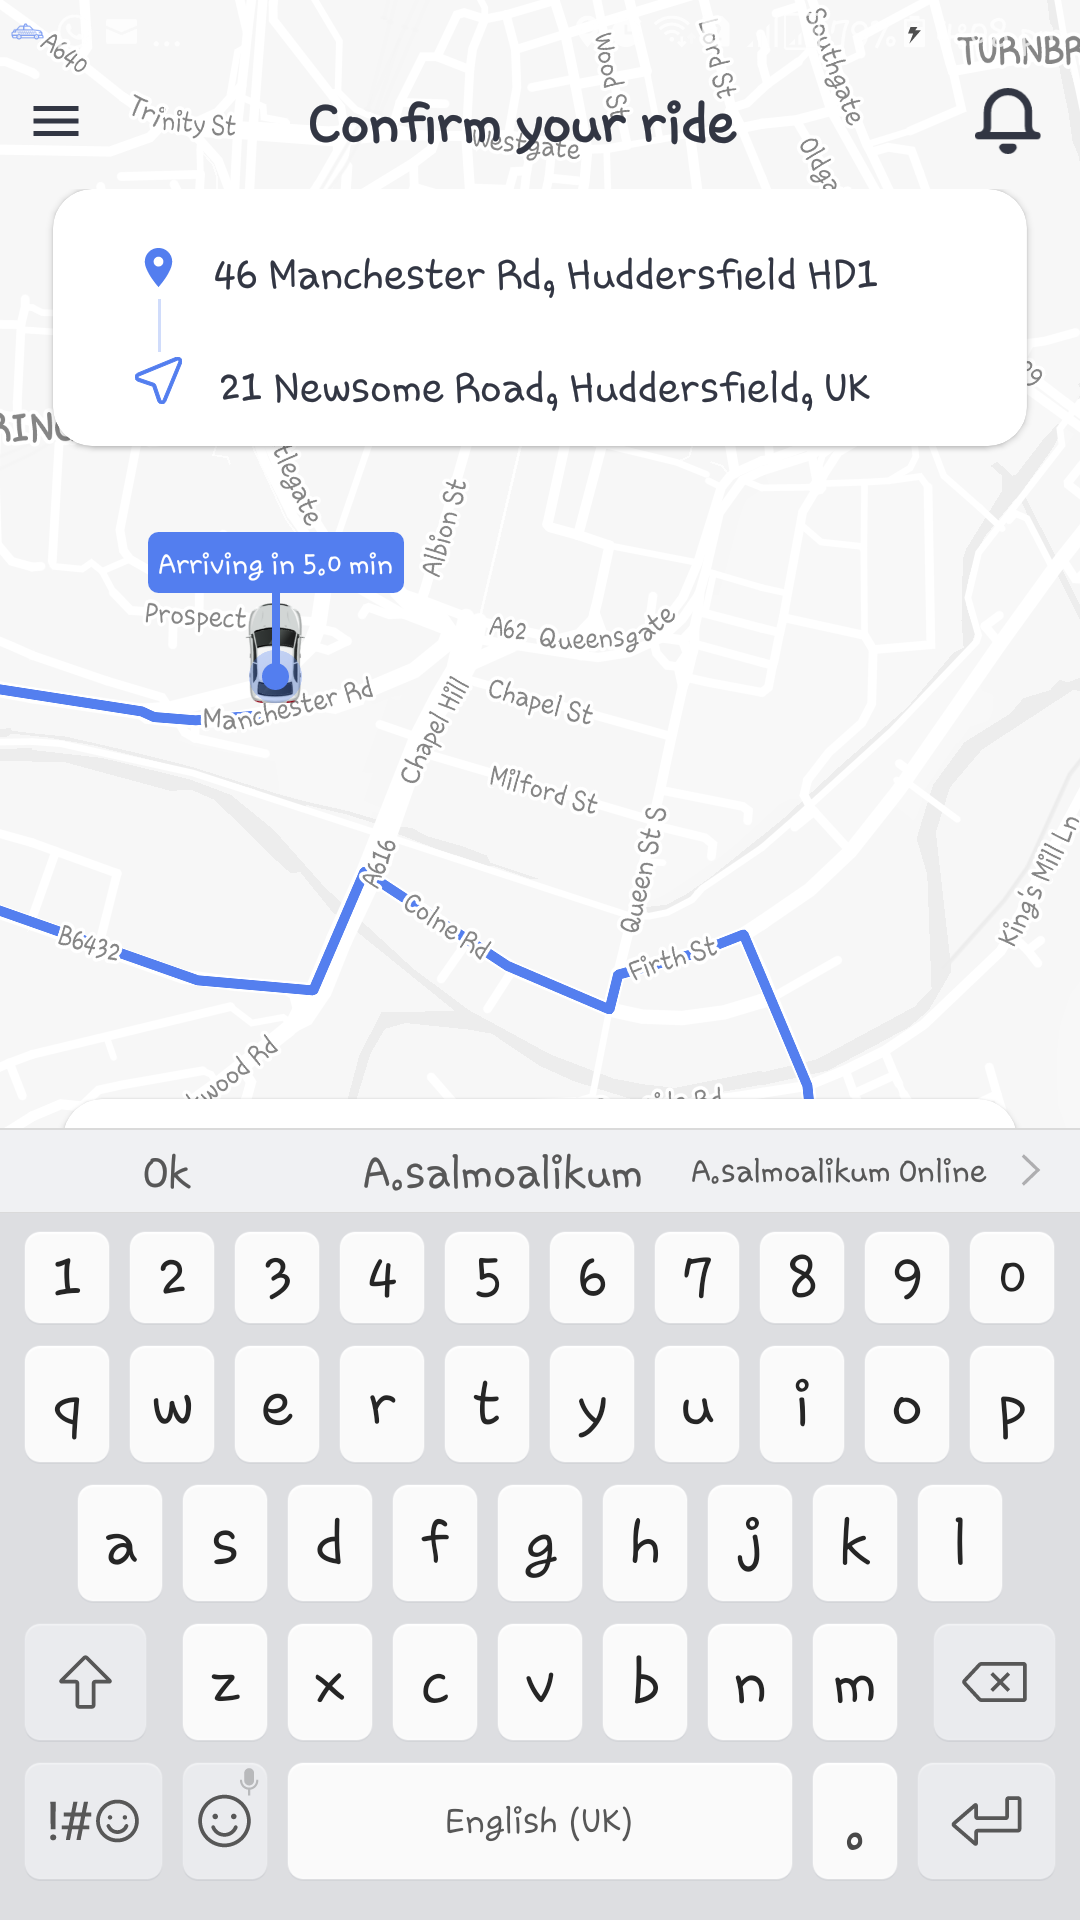 A640
Wood St
Lord St
Southgate
TURNBR
Trinity St
Confirm your ride
Westgate
Oldga
46 Manchester Rd, Huddersfield HD1
21 Newsome Road, Huddersfield, UK
tlegate
Albion St
Arriving in 5.0 min
Prospect
A62 Queensgate
Manchester Rd
Chapel Hill
Chapel St
Milford St
A616
Queen St S
King's Mill Ln
Colne Rd
B6432
Firth St
kwood Rd
Ok
A.salmoalikum
A.salmoalikum Online
1 2 3 4 5 6 7 8 9 0
q w e r t y u i o p
a s d f g h j k l
z x c v b n m
!#☺
English (UK)
.